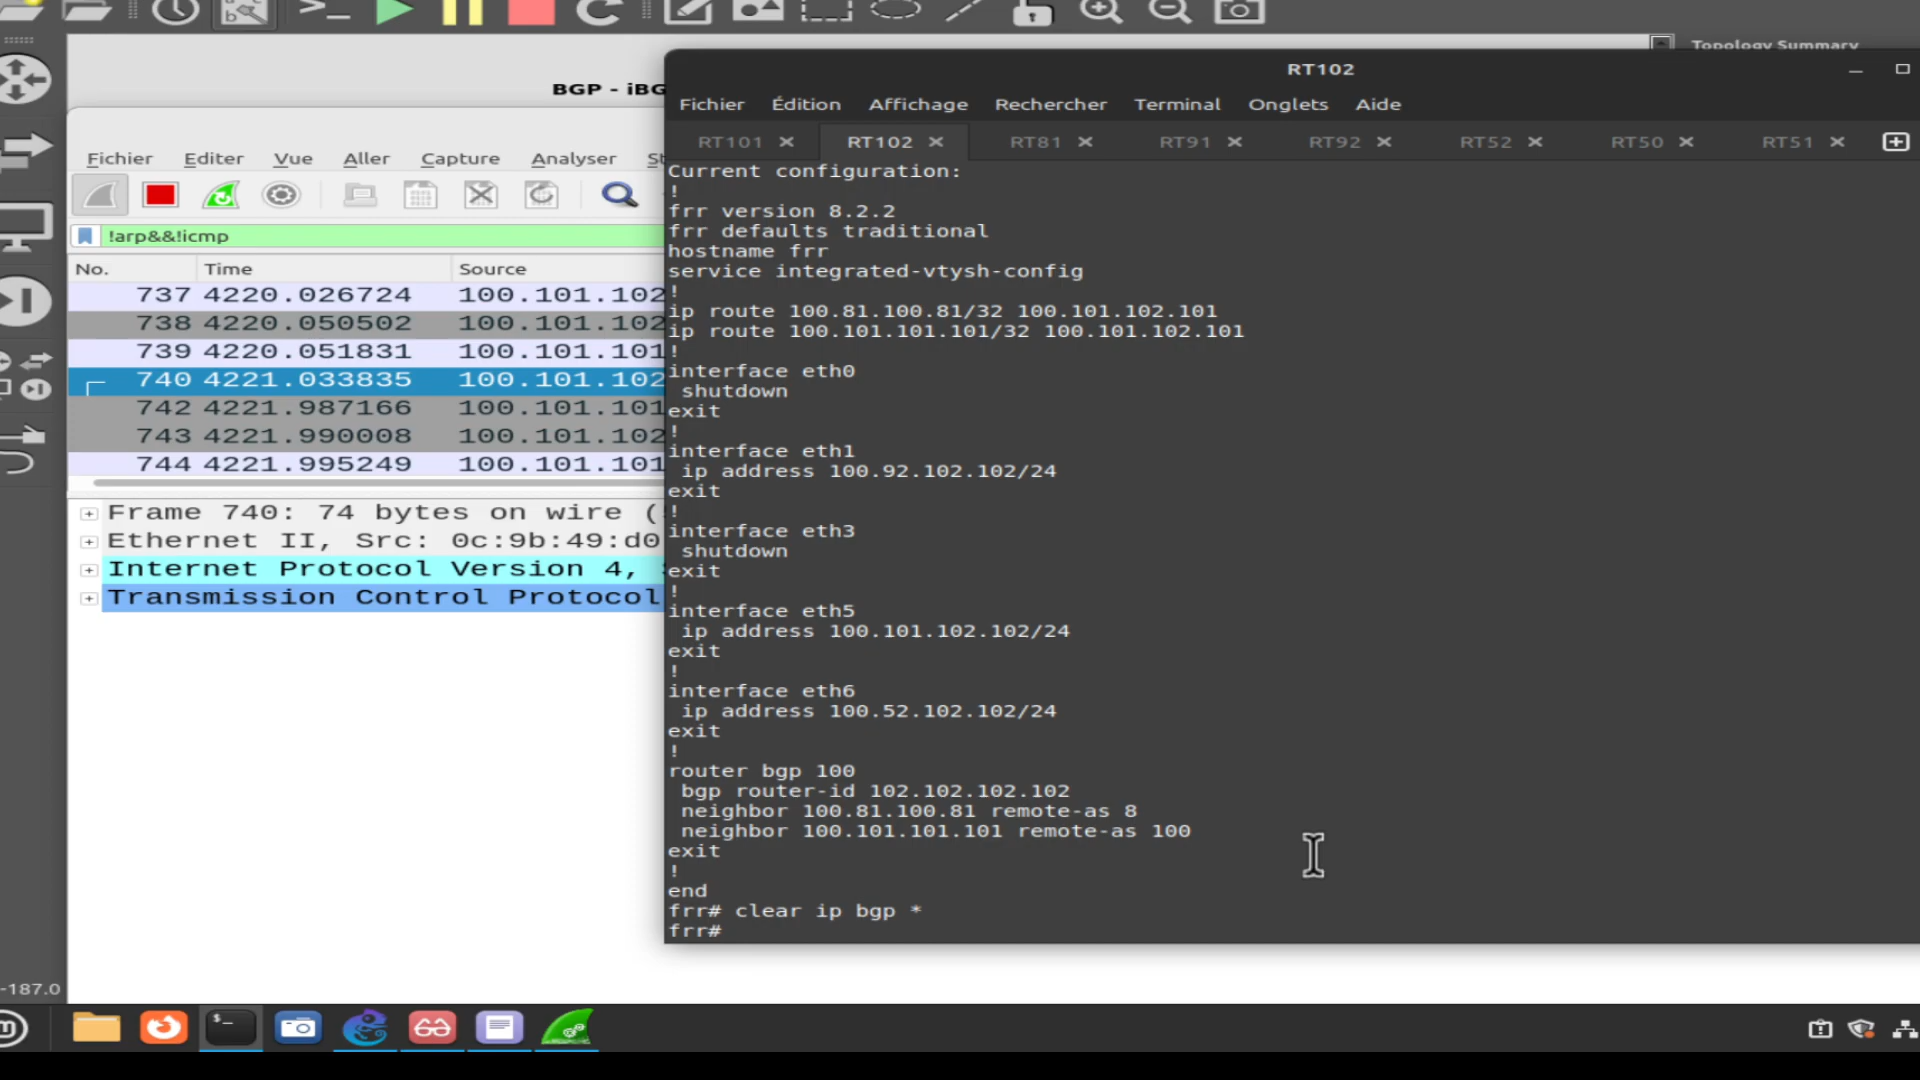 Topology Summary
BGP - iBG
RT102
Fichier Édition Affichage Rechercher Terminal Onglets Aide
RT101 RT102 RT81 RT91 RT92 RT52 RT50 RT51
Fichier Editer Vue Aller Capture Analyser St
!arp&&!icmp
No. Time Source
737 4220.026724 100.101.102
738 4220.050502 100.101.102
739 4220.051831 100.101.101
740 4221.033835 100.101.102
742 4221.987166 100.101.101
743 4221.990008 100.101.102
744 4221.995249 100.101.101
Frame 740: 74 bytes on wire (
Ethernet II, Src: 0c:9b:49:d0
Internet Protocol Version 4,
Transmission Control Protocol
Current configuration:
!
frr version 8.2.2
frr defaults traditional
hostname frr
service integrated-vtysh-config
!
ip route 100.81.100.81/32 100.101.102.101
ip route 100.101.101.101/32 100.101.102.101
!
interface eth0
shutdown
exit
!
interface eth1
ip address 100.92.102.102/24
exit
!
interface eth3
shutdown
exit
!
interface eth5
ip address 100.101.102.102/24
exit
!
interface eth6
ip address 100.52.102.102/24
exit
!
router bgp 100
bgp router-id 102.102.102.102
neighbor 100.81.100.81 remote-as 8
neighbor 100.101.101.101 remote-as 100
exit
!
end
frr# clear ip bgp *
frr#
-187.0